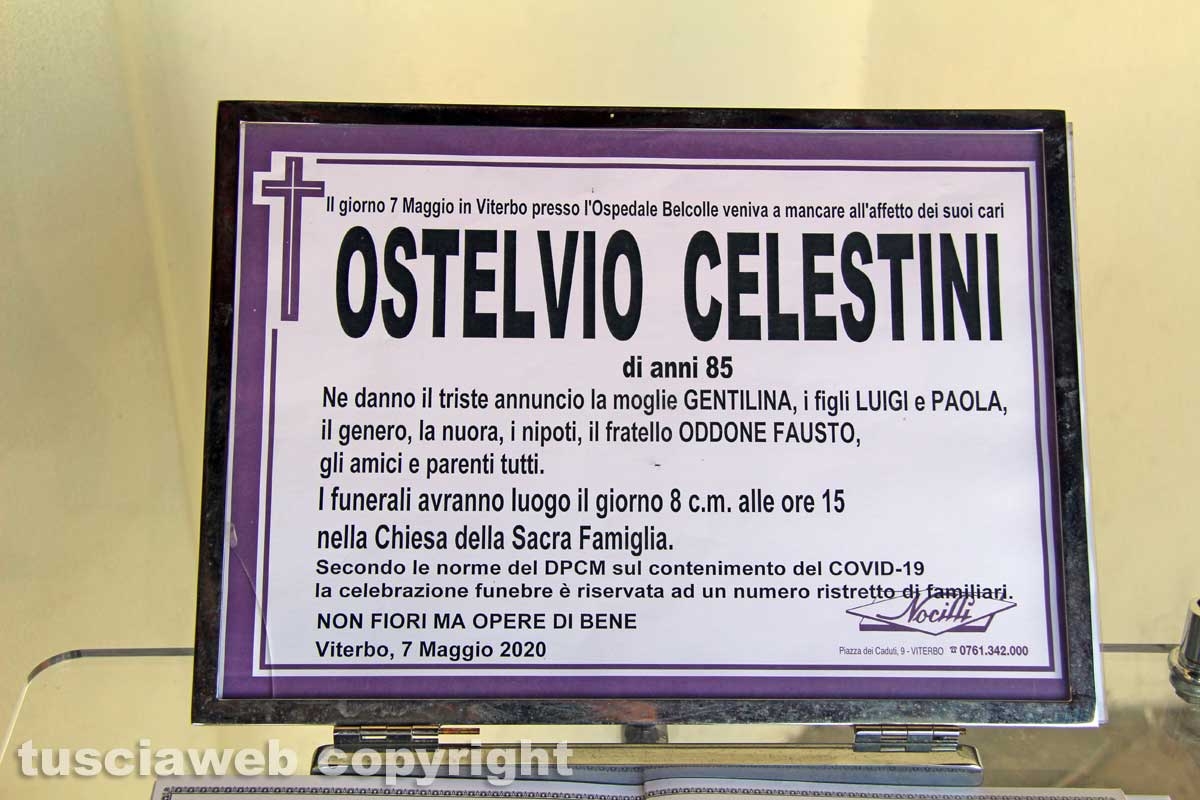 Il giorno 7 Maggio in Viterbo presso l'Ospedale Belcolle veniva a mancare all'affetto dei suoi cari
OSTELVIO CELESTINI
di anni 85
Ne danno il triste annuncio la moglie GENTILINA, i figli LUIGI e PAOLA,
il genero, la nuora, i nipoti, il fratello ODDONE FAUSTO,
gli amici e parenti tutti.
I funerali avranno luogo il giorno 8 c.m. alle ore 15
nella Chiesa della Sacra Famiglia.
Secondo le norme del DPCM sul contenimento del COVID-19
la celebrazione funebre è riservata ad un numero ristretto di familiari.
NON FIORI MA OPERE DI BENE
Nocilli
Viterbo, 7 Maggio 2020
Piazza dei Caduti, 9 - VITERBO ☎ 0761.342.000
tusciaweb copyright